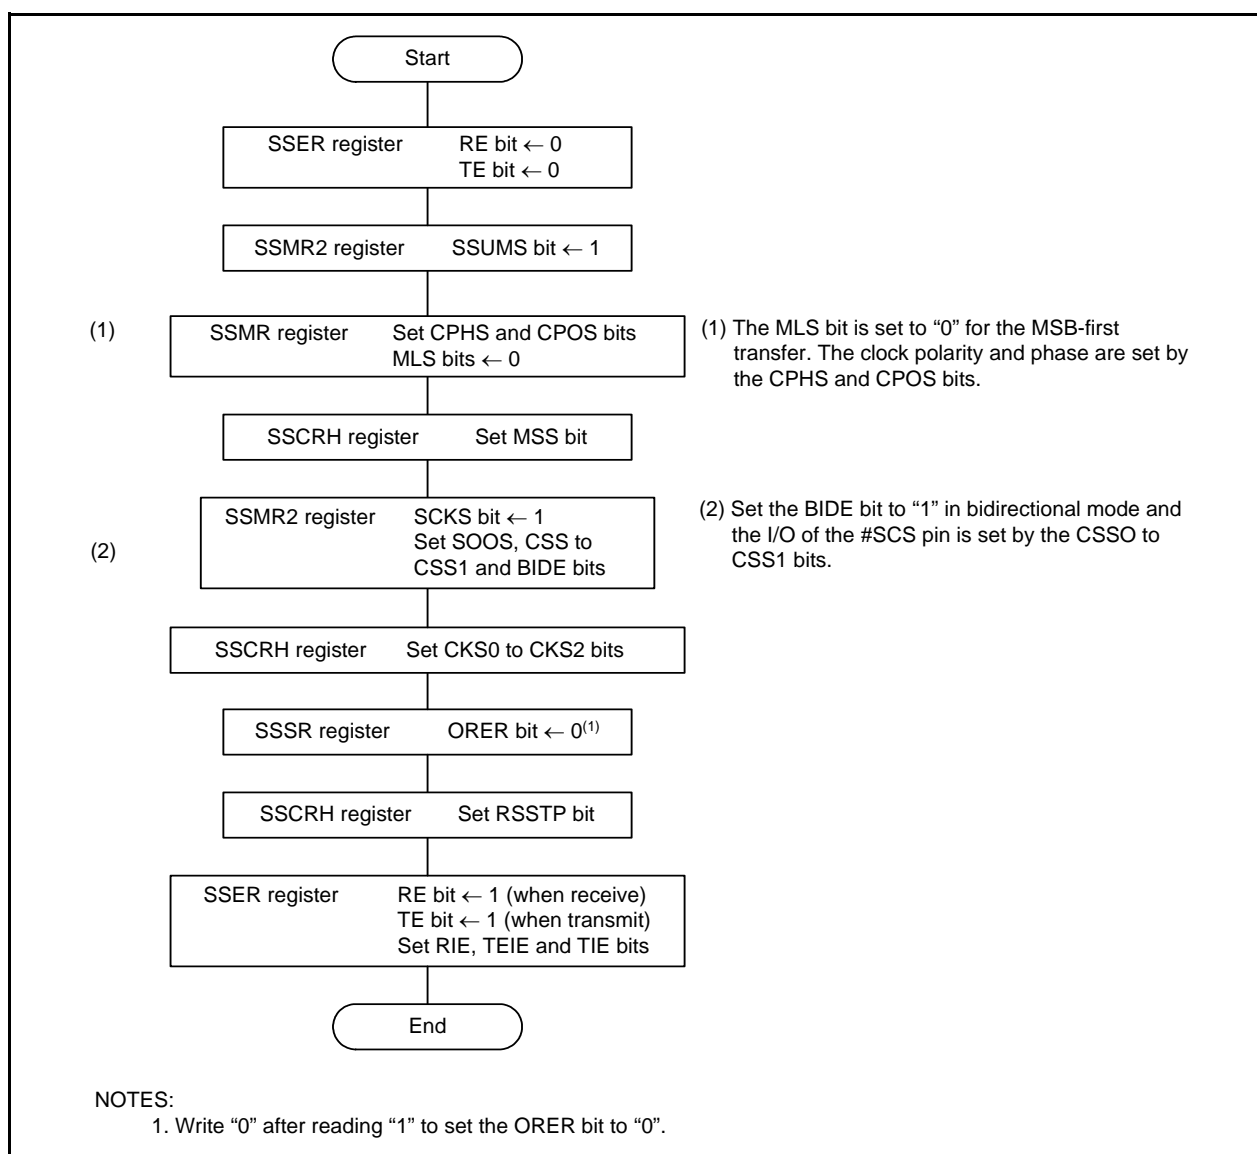 Start
SSER register RE bit ← 0
TE bit ← 0
SSMR2 register SSUMS bit ← 1
(1)
SSMR register Set CPHS and CPOS bits
MLS bits ← 0
(1) The MLS bit is set to “0” for the MSB-first
transfer. The clock polarity and phase are set by
the CPHS and CPOS bits.
SSCRH register Set MSS bit
(2)
SSMR2 register SCKS bit ← 1
Set SOOS, CSS to
CSS1 and BIDE bits
(2) Set the BIDE bit to “1” in bidirectional mode and
the I/O of the #SCS pin is set by the CSSO to
CSS1 bits.
SSCRH register Set CKS0 to CKS2 bits
SSSR register ORER bit ← 0(1)
SSCRH register Set RSSTP bit
SSER register RE bit ← 1 (when receive)
TE bit ← 1 (when transmit)
Set RIE, TEIE and TIE bits
End
NOTES:
1. Write “0” after reading “1” to set the ORER bit to “0”.